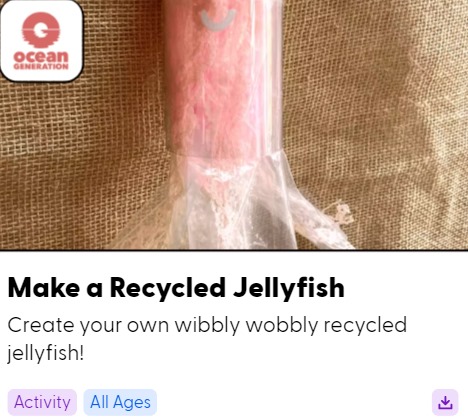 ocean
GENERATION
Make a Recycled Jellyfish
Create your own wibbly wobbly recycled
jellyfish!
Activity
All Ages